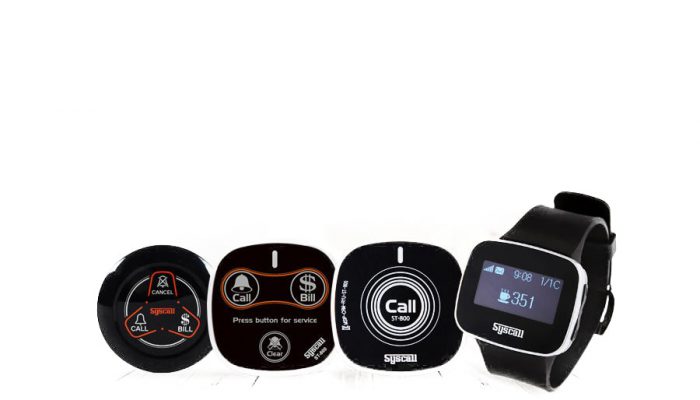 CANCEL
CALL
BILL
Syscall
Call
Bill
Press button for service
Clear
Syscall
Call
ST-800
Syscall
9:08 1/1C
351
Syscall